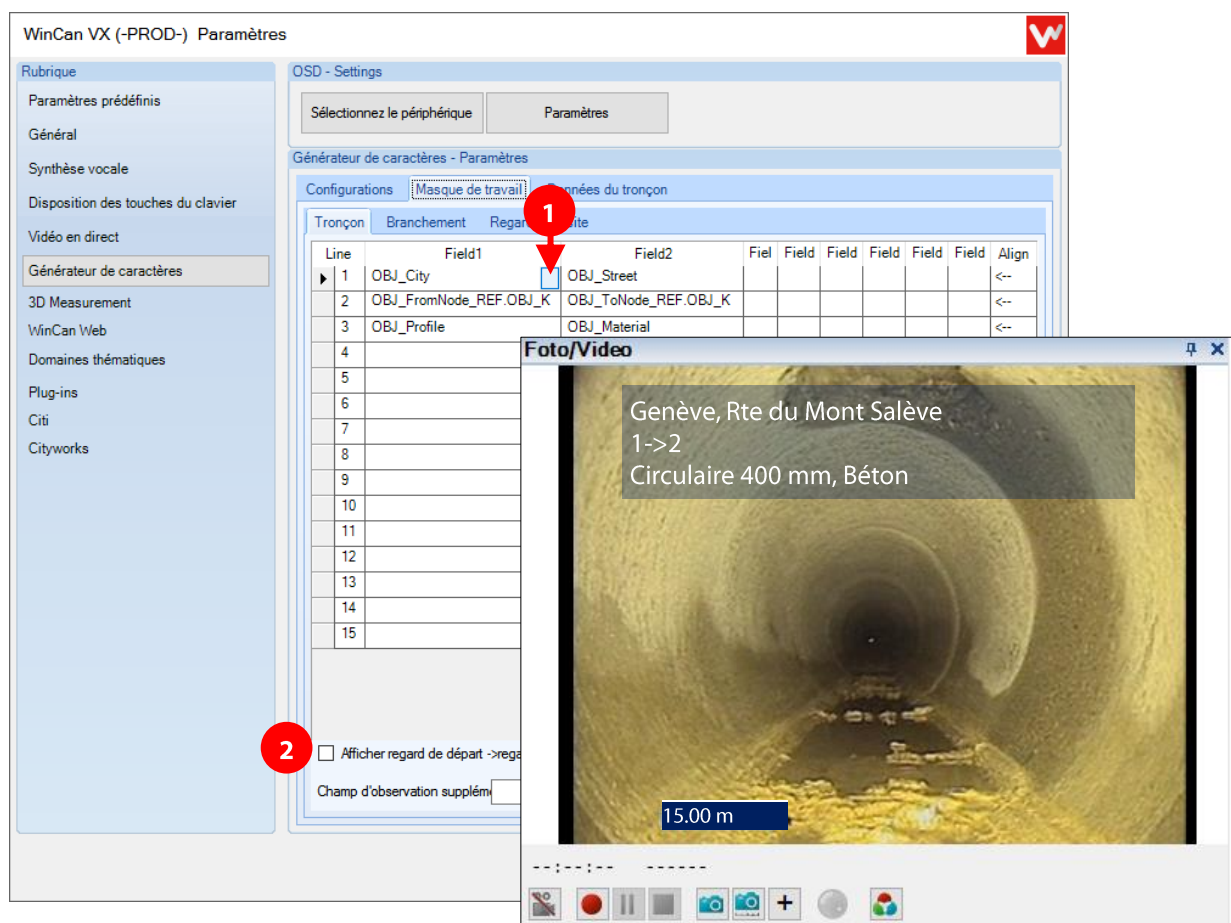 WinCan VX (-PROD-) Paramètres
Rubrique
Paramètres prédéfinis
Général
Synthèse vocale
Disposition des touches du clavier
Vidéo en direct
Générateur de caractères
3D Measurement
WinCan Web
Domaines thématiques
Plug-ins
Citi
Cityworks
OSD - Settings
Sélectionnez le périphérique Paramètres
Générateur de caractères - Paramètres
Configurations Masque de travail du tronçon
1
Tronçon Branchement
Line Field1 Field2 Fiel Field Field Field Field Field Align
1 OBJ_City OBJ_Street <--
2 OBJ_FromNode_REF.OBJ_K OBJ_ToNode_REF.OBJ_K <--
3 OBJ_Profile OBJ_Material <--
4
5
6
7
8
9
10
11
12
13
14
15
2
Afficher regard de départ ->rega
Champ d'observation supplém
Foto/Video
Genève, Rte du Mont Salève
1->2
Circulaire 400 mm, Béton
15.00 m
--:--:-- ------